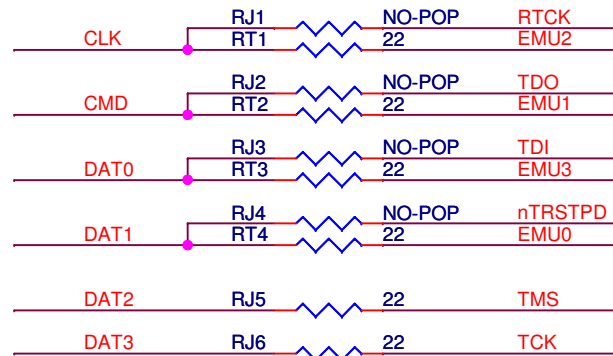 RJ1 NO-POP RTCK
CLK RT1 22 EMU2
RJ2 NO-POP TDO
CMD RT2 22 EMU1
RJ3 NO-POP TDI
DAT0 RT3 22 EMU3
RJ4 NO-POP nTRSTPD
DAT1 RT4 22 EMU0
DAT2 RJ5 22 TMS
DAT3 RJ6 22 TCK